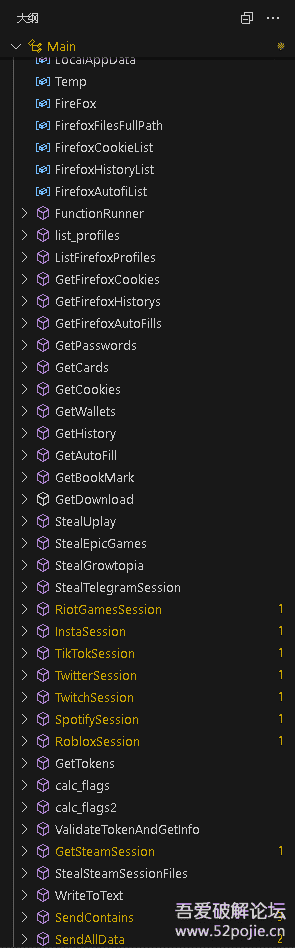 大纲
Main
LocalAppData
Temp
FireFox
FirefoxFilesFullPath
FirefoxCookieList
FirefoxHistoryList
FirefoxAutofiList
FunctionRunner
list_profiles
ListFirefoxProfiles
GetFirefoxCookies
GetFirefoxHistorys
GetFirefoxAutoFills
GetPasswords
GetCards
GetCookies
GetWallets
GetHistory
GetAutoFill
GetBookMark
GetDownload
StealUplay
StealEpicGames
StealGrowtopia
StealTelegramSession
RiotGamesSession 1
InstaSession 1
TikTokSession 1
TwitterSession 1
TwitchSession 1
SpotifySession 1
RobloxSession 1
GetTokens
calc_flags
calc_flags2
ValidateTokenAndGetInfo
GetSteamSession 1
StealSteamSessionFiles
WriteToText
SendContains
SendAllData 2
吾爱破解论坛
www.52pojie.cn